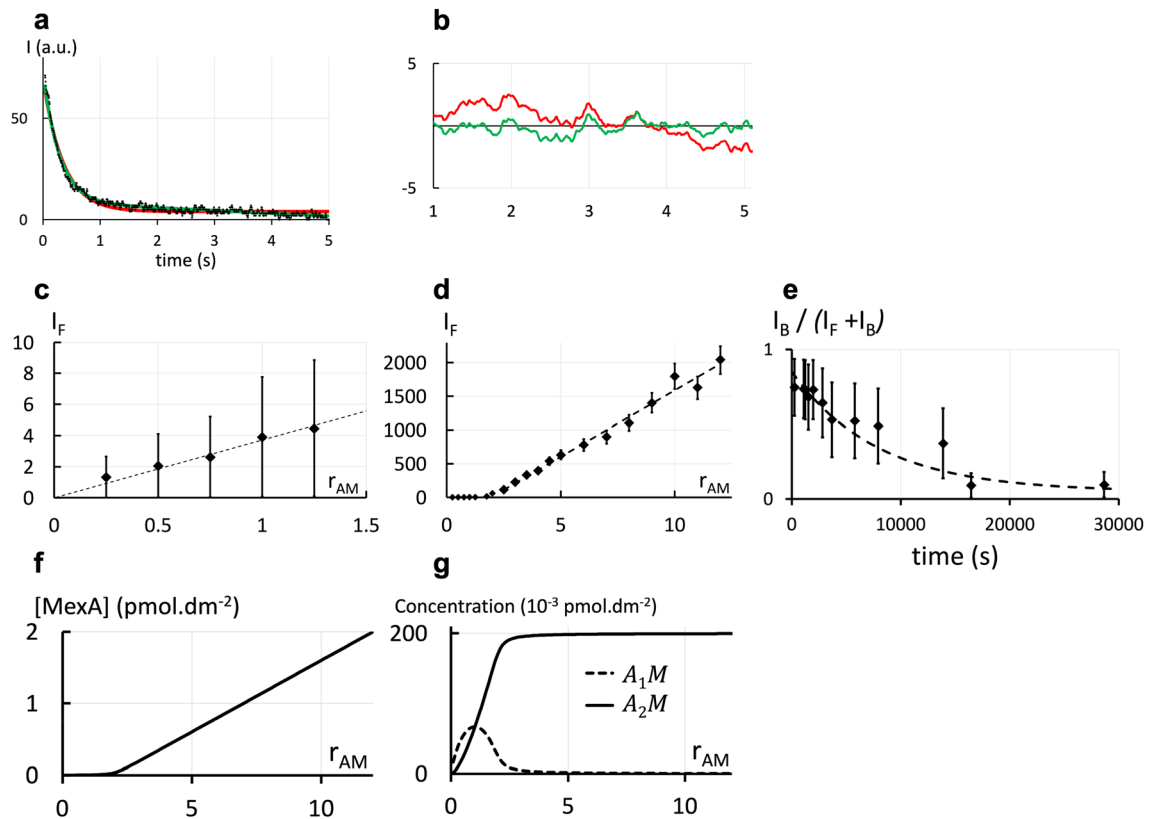 a
I (a.u.)
50
0
0 1 2 3 4 5
time (s)
b
5
-5
1 2 3 4 5
c
I_F
10
8
6
4
2
0
r_AM
0 0.5 1 1.5
d
I_F
2000
1500
1000
500
0
r_AM
0 5 10
e
I_B / (I_F +I_B)
1
0
0 10000 20000 30000
time (s)
f
[MexA] (pmol.dm⁻²)
2
1
0
r_AM
0 5 10
g
Concentration (10⁻³ pmol.dm⁻²)
200
A₁M
A₂M
r_AM
0
0 5 10